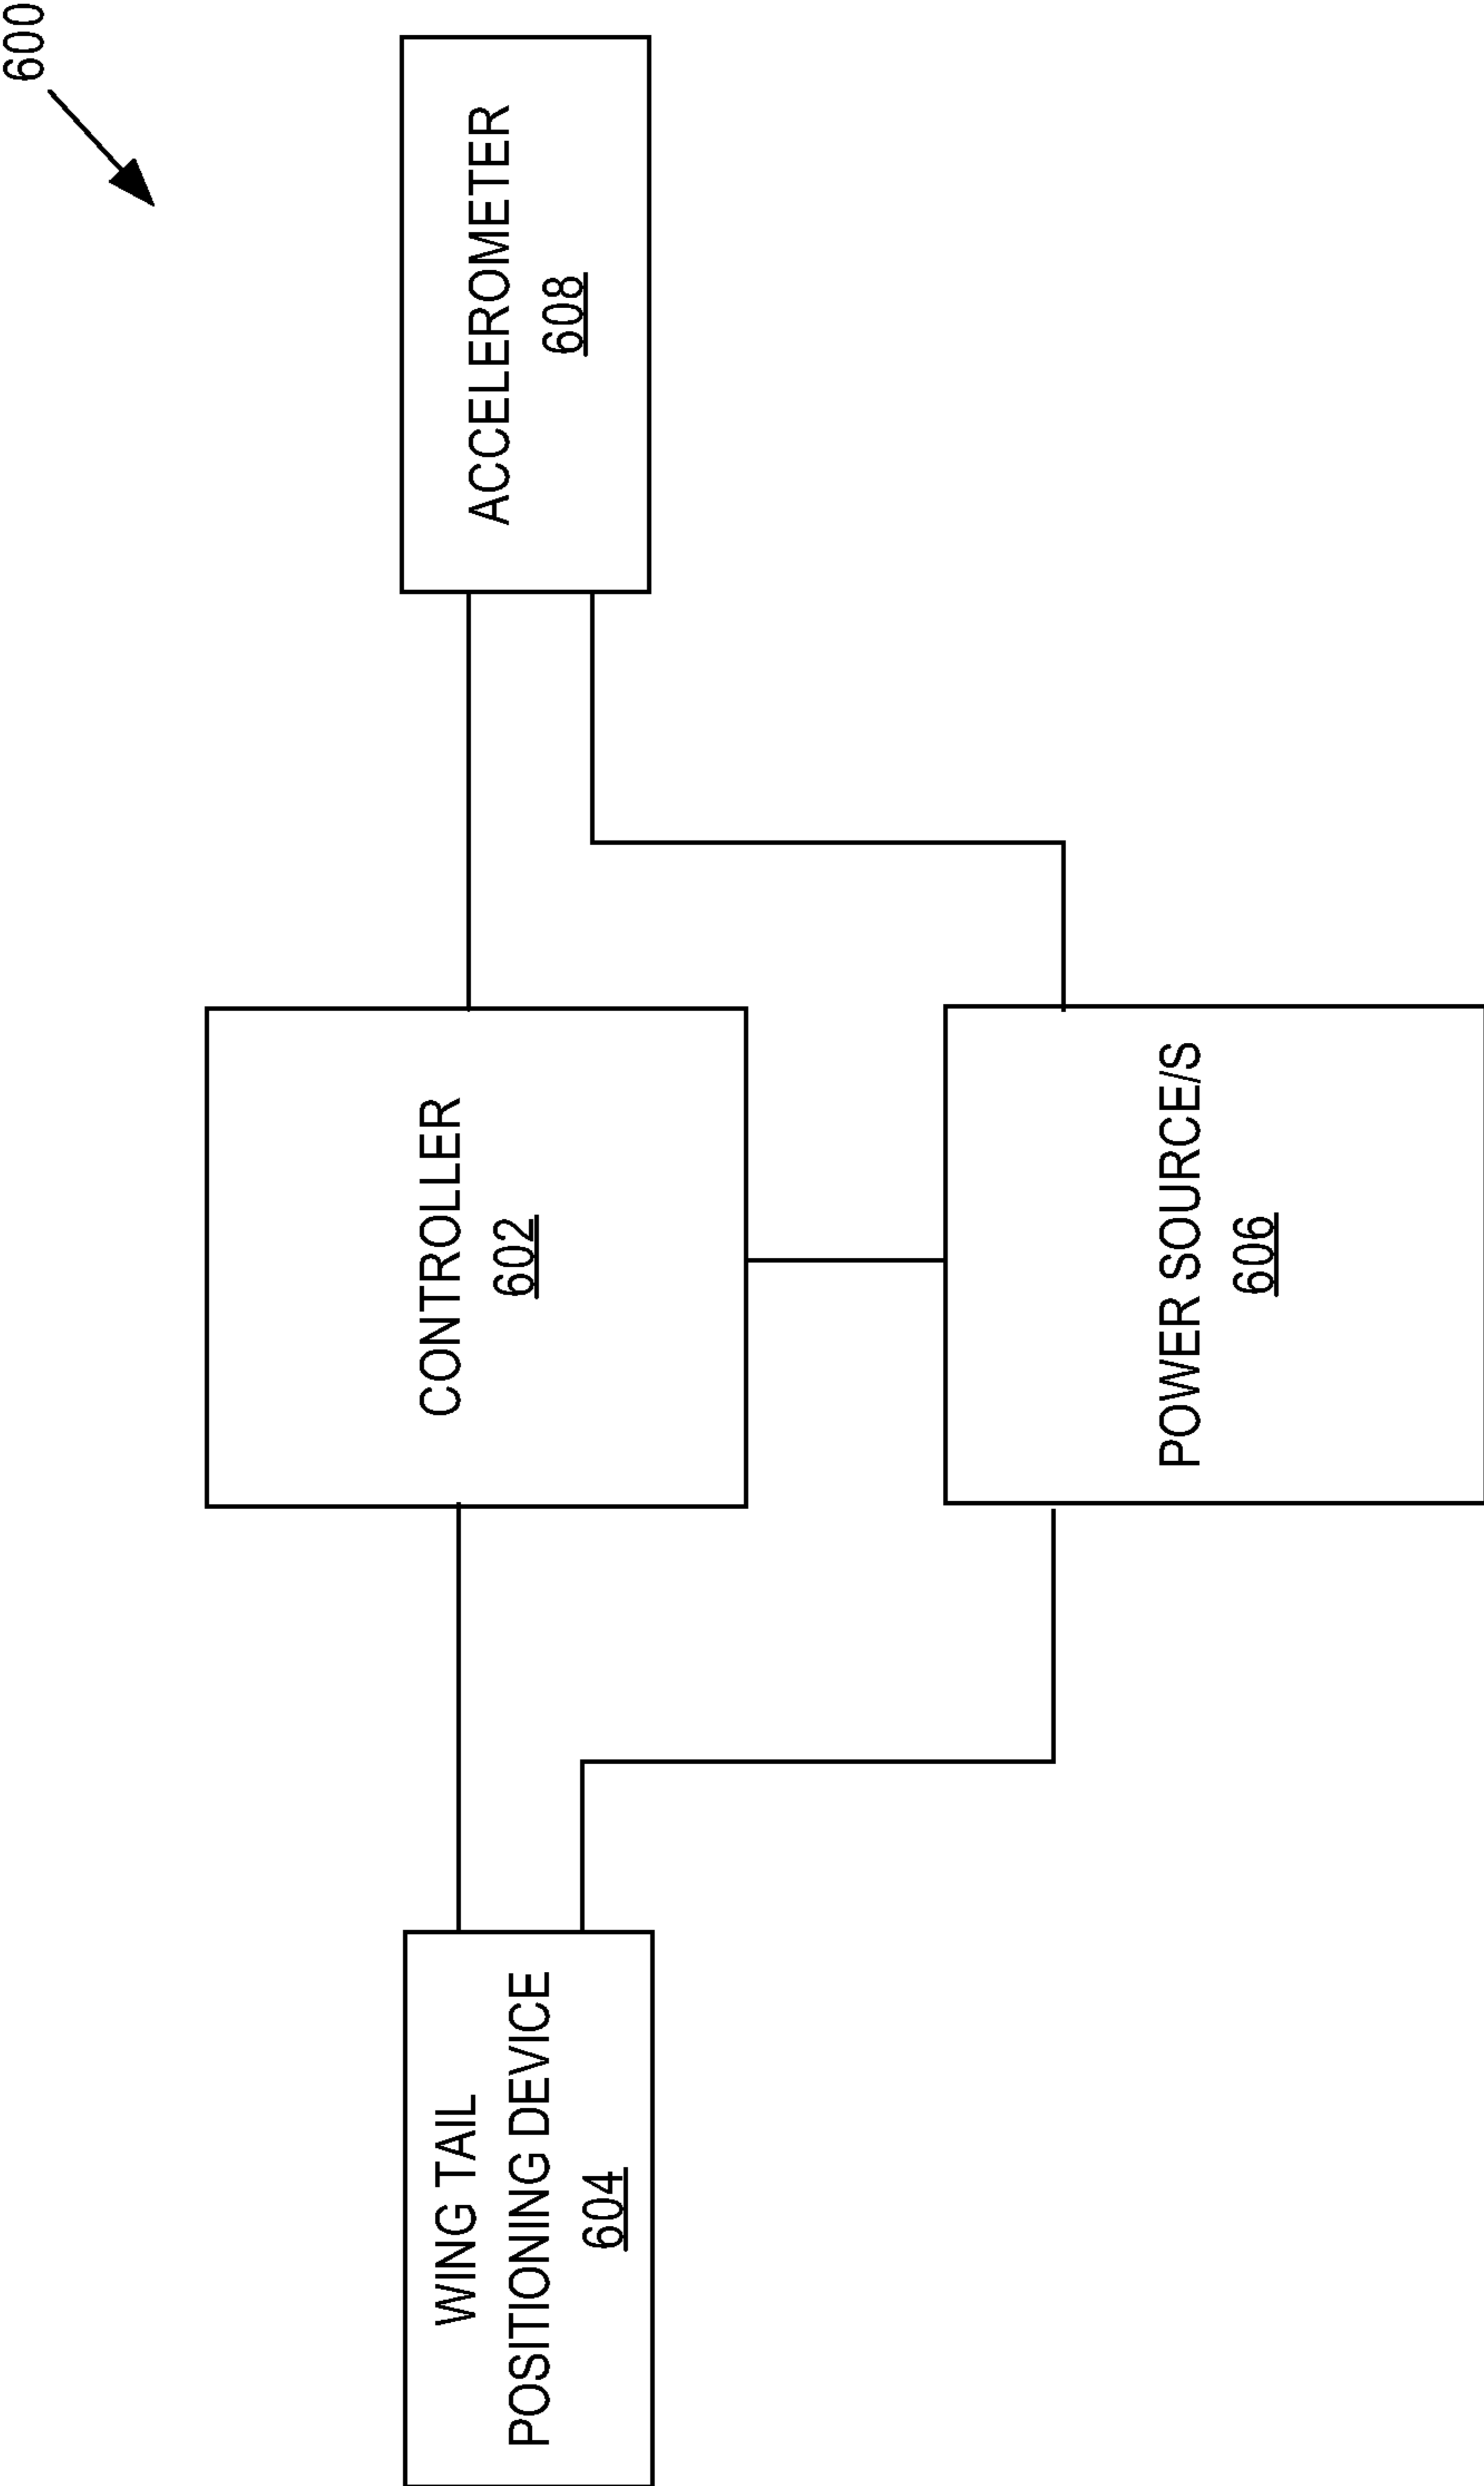 600
WING TAIL
POSITIONING DEVICE
604
CONTROLLER
602
ACCELEROMETER
608
POWER SOURCE/S
606